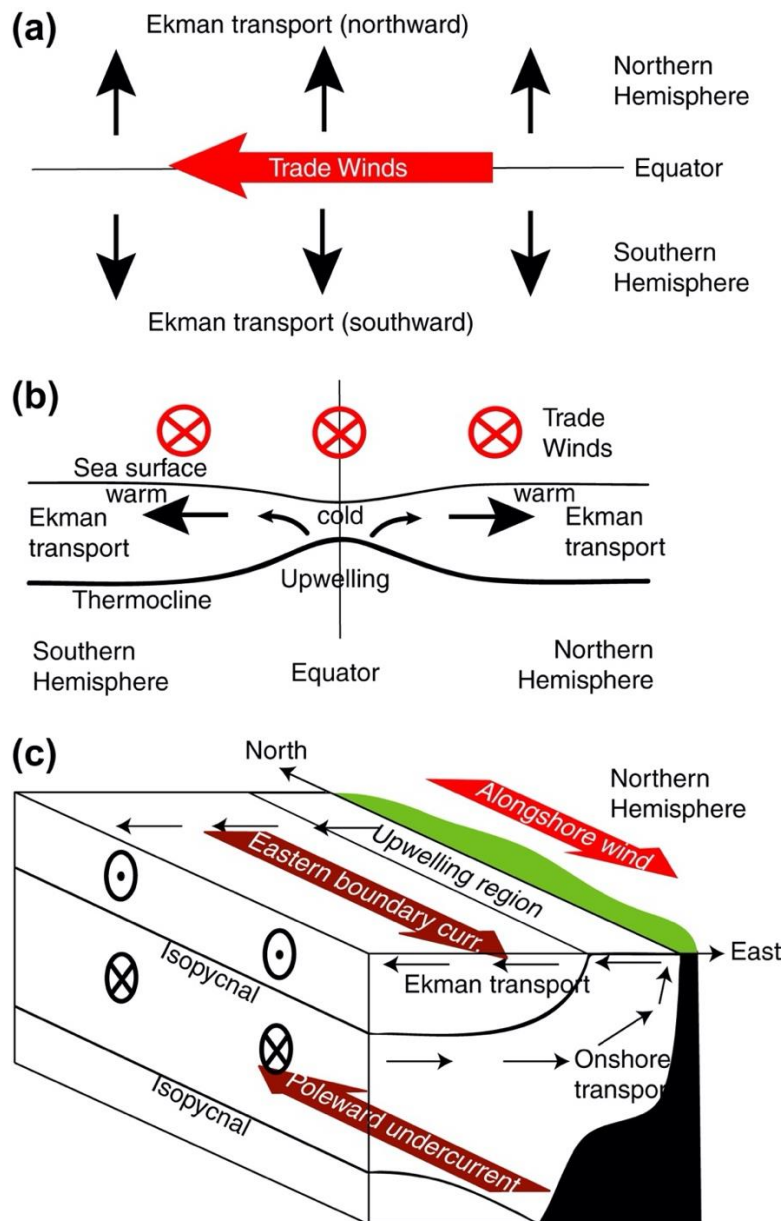 (a)
Ekman transport (northward)
Northern
Hemisphere
Trade Winds
Equator
Southern
Hemisphere
Ekman transport (southward)
(b)
Trade
Winds
Sea surface
warm
warm
Ekman
transport
cold
Ekman
transport
Upwelling
Thermocline
Southern
Hemisphere
Equator
Northern
Hemisphere
(c)
North
Northern
Hemisphere
Alongshore wind
Upwelling region
Eastern boundary curr.
East
Isopycnal
Ekman transport
Onshore
transpor
Isopycnal
Poleward undercurrent